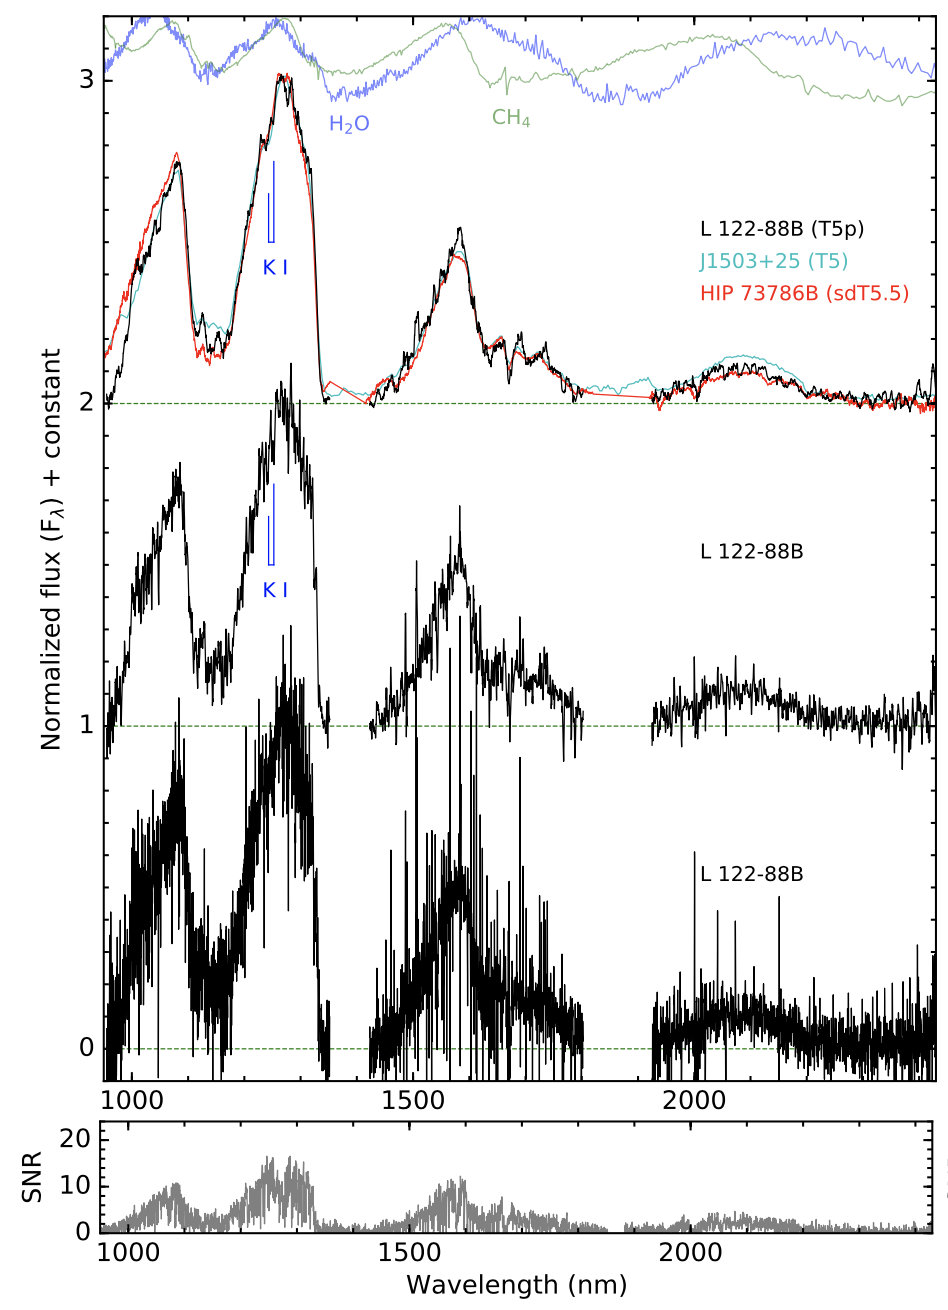 3
H₂O
CH₄
L 122-88B (T5p)
J1503+25 (T5)
HIP 73786B (sdT5.5)
K I
2
Normalized flux (Fλ) + constant
L 122-88B
K I
1
L 122-88B
0
1000 1500 2000
SNR
20
10
0
1000 1500 2000
Wavelength (nm)